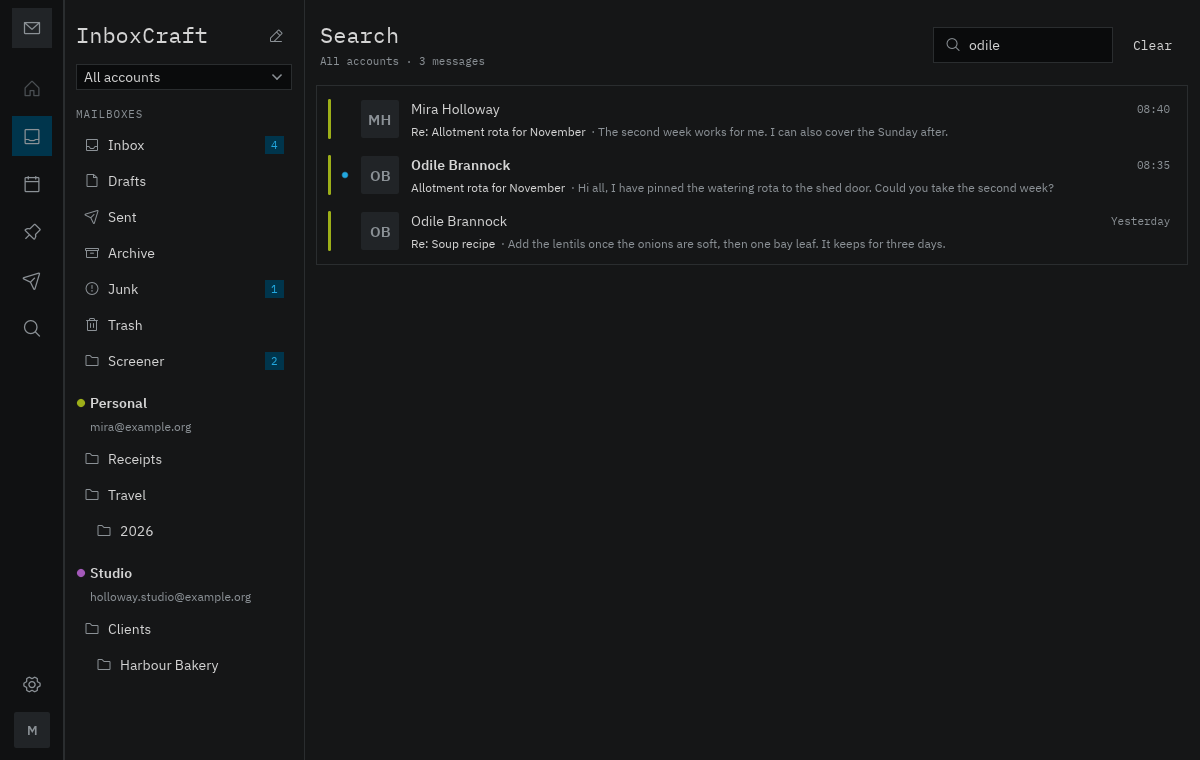 InboxCraft
All accounts
MAILBOXES
Inbox 4
Drafts
Sent
Archive
Junk 1
Trash
Screener 2
Personal
mira@example.org
Receipts
Travel
2026
Studio
holloway.studio@example.org
Clients
Harbour Bakery
M
Search
All accounts · 3 messages
odile
Clear
MH
Mira Holloway 08:40
Re: Allotment rota for November · The second week works for me. I can also cover the Sunday after.
OB
Odile Brannock 08:35
Allotment rota for November · Hi all, I have pinned the watering rota to the shed door. Could you take the second week?
OB
Odile Brannock Yesterday
Re: Soup recipe · Add the lentils once the onions are soft, then one bay leaf. It keeps for three days.